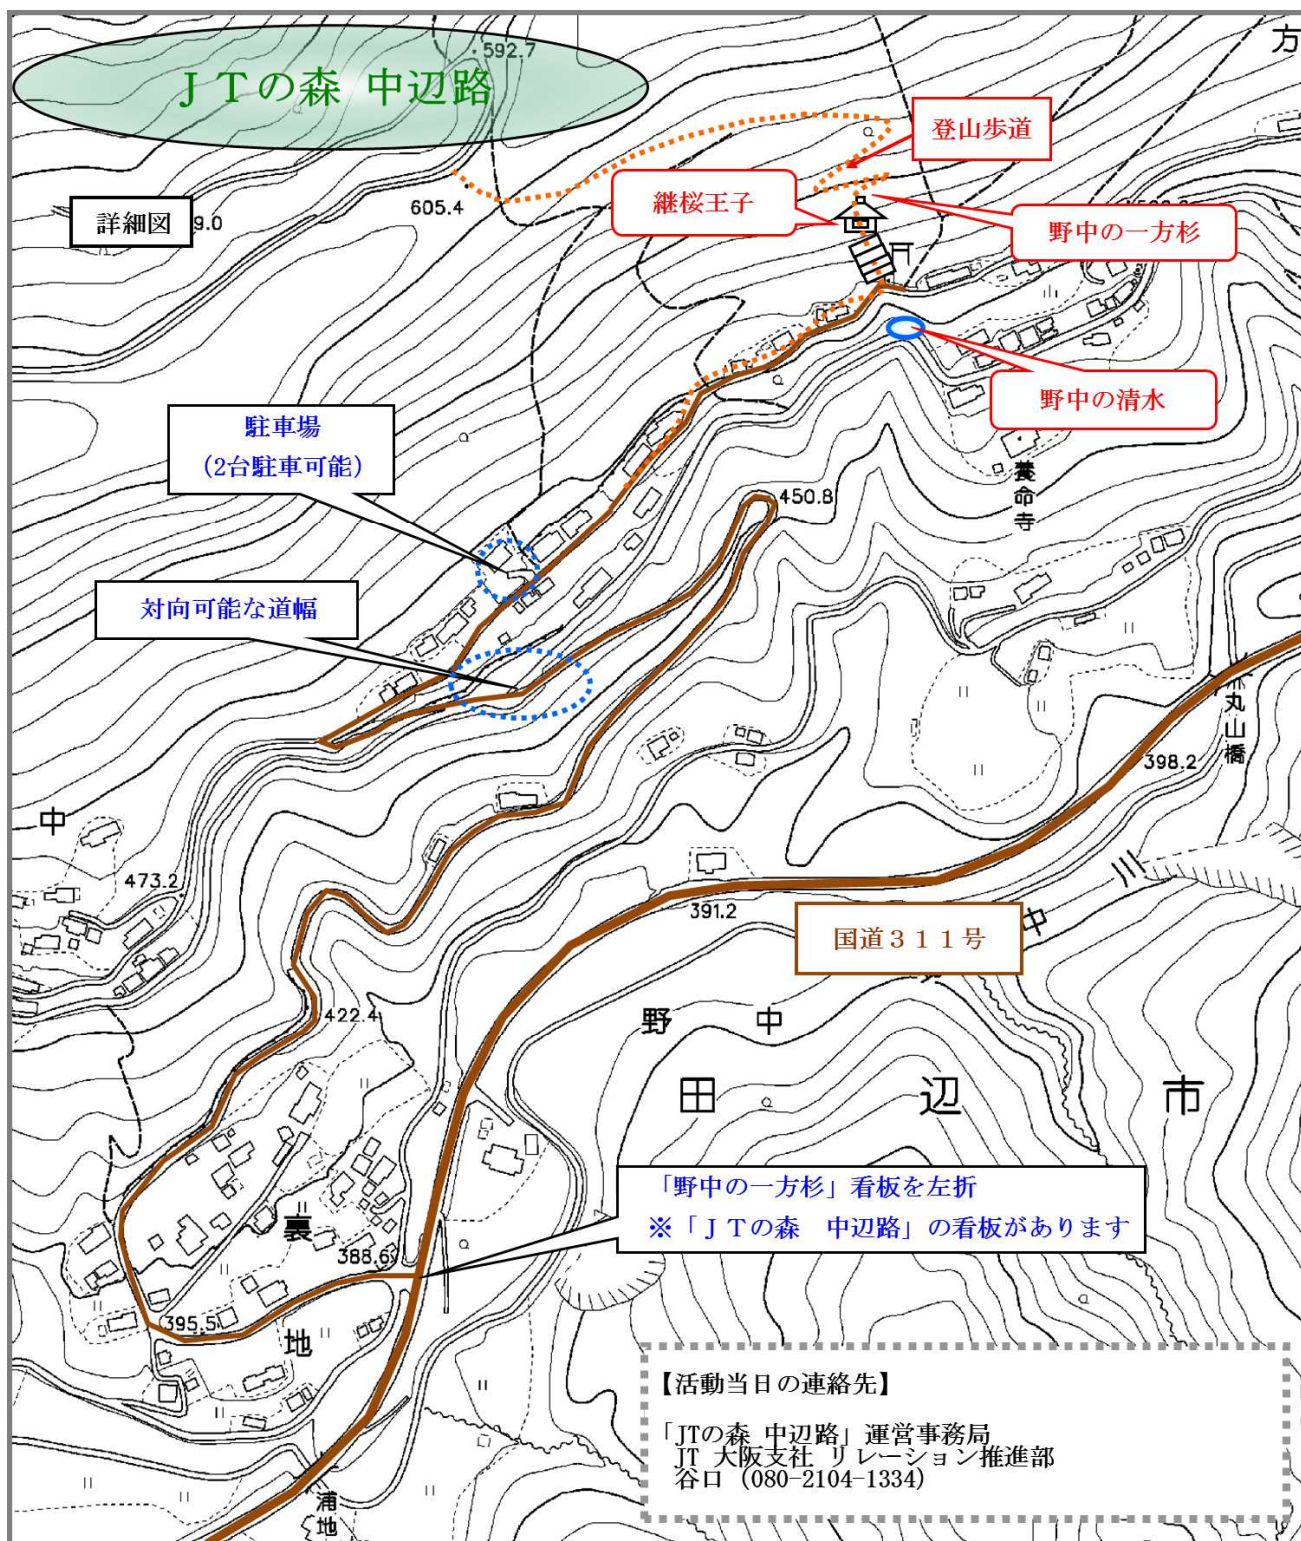 方
592.7
ＪＴの森 中辺路
登山歩道
継桜王子
605.4
詳細図
9.0
野中の一方杉
野中の清水
駐車場
（2台駐車可能）
養命寺
450.8
対向可能な道幅
丸山橋
398.2
中
473.2
川
391.2
国道３１１号
中
422.4
野 中
田 辺 市
「野中の一方杉」看板を左折
※「ＪＴの森　中辺路」の看板があります
裏
388.6
395.5
地
【活動当日の連絡先】
「JTの森 中辺路」運営事務局
JT 大阪支社 リレーション推進部
谷口（080-2104-1334）
浦地